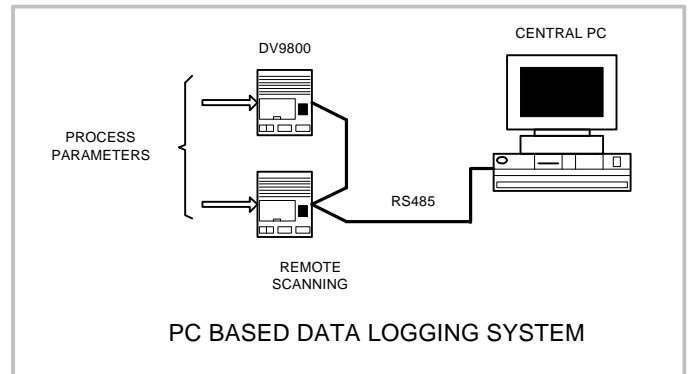 CENTRAL PC
DV9800
PROCESS
PARAMETERS
RS485
REMOTE
SCANNING
PC BASED DATA LOGGING SYSTEM